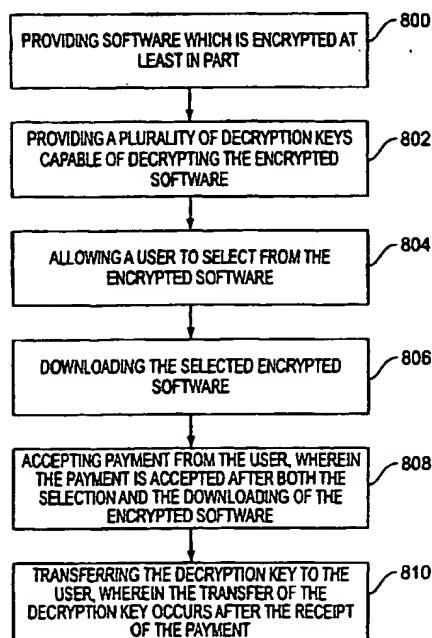 PROVIDING SOFTWARE WHICH IS ENCRYPTED AT
LEAST IN PART
800
PROVIDING A PLURALITY OF DECRYPTION KEYS
CAPABLE OF DECRYPTING THE ENCRYPTED
SOFTWARE
802
ALLOWING A USER TO SELECT FROM THE
ENCRYPTED SOFTWARE
804
DOWNLOADING THE SELECTED ENCRYPTED
SOFTWARE
806
ACCEPTING PAYMENT FROM THE USER, WHEREIN
THE PAYMENT IS ACCEPTED AFTER BOTH THE
SELECTION AND THE DOWNLOADING OF THE
ENCRYPTED SOFTWARE
808
TRANSFERRING THE DECRYPTION KEY TO THE
USER, WHEREIN THE TRANSFER OF THE
DECRYPTION KEY OCCURS AFTER THE RECEIPT
OF THE PAYMENT
810